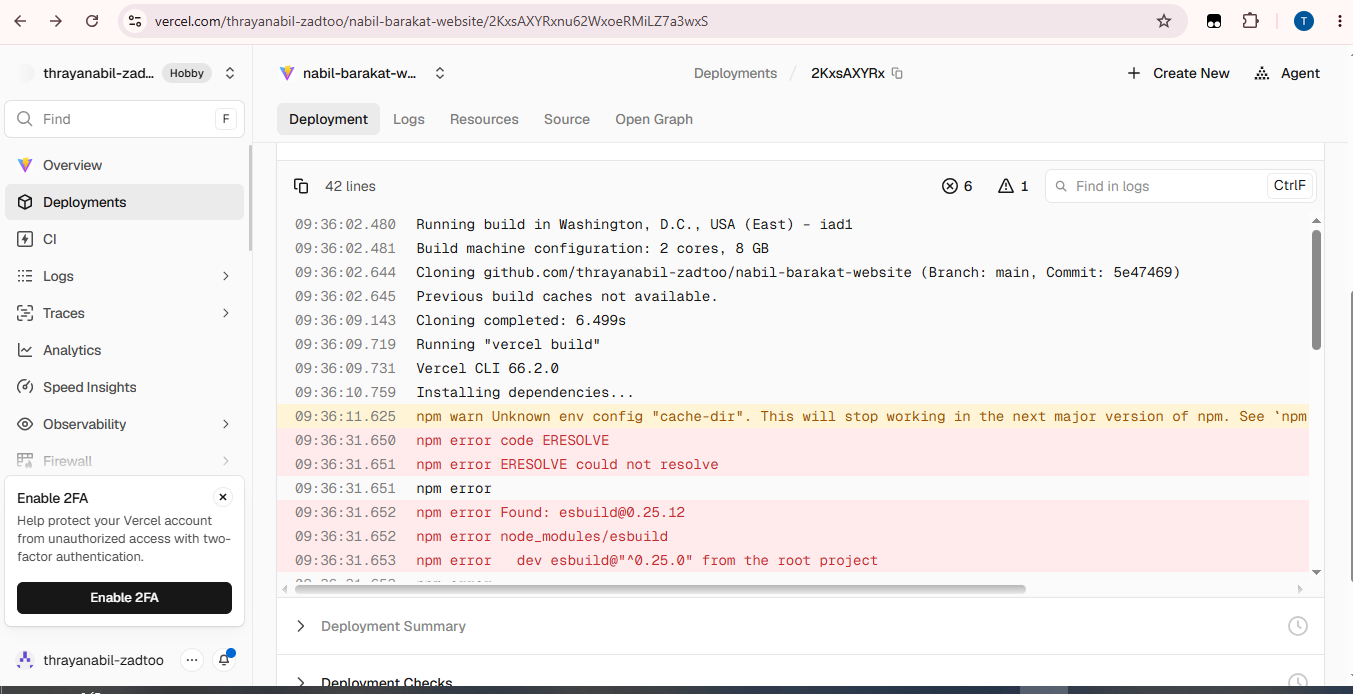 vercel.com/thrayanabil-zadtoo/nabil-barakat-website/2KxsAXYRxnu62WxoeRMiLZ7a3wxS
T
thrayanabil-zad... Hobby
nabil-barakat-w...
Deployments / 2KxsAXYRx
Create New
Agent
Find F
Deployment Logs Resources Source Open Graph
Overview
Deployments
CI
Logs
Traces
Analytics
Speed Insights
Observability
Firewall
Enable 2FA
Help protect your Vercel account
from unauthorized access with two-
factor authentication.
Enable 2FA
thrayanabil-zadtoo
42 lines
6 1 Find in logs CtrlF
09:36:02.480 Running build in Washington, D.C., USA (East) – iad1
09:36:02.481 Build machine configuration: 2 cores, 8 GB
09:36:02.644 Cloning github.com/thrayanabil-zadtoo/nabil-barakat-website (Branch: main, Commit: 5e47469)
09:36:02.645 Previous build caches not available.
09:36:09.143 Cloning completed: 6.499s
09:36:09.719 Running "vercel build"
09:36:09.731 Vercel CLI 66.2.0
09:36:10.759 Installing dependencies...
09:36:11.625 npm warn Unknown env config "cache-dir". This will stop working in the next major version of npm. See `npm
09:36:31.650 npm error code ERESOLVE
09:36:31.651 npm error ERESOLVE could not resolve
09:36:31.651 npm error
09:36:31.652 npm error Found: esbuild@0.25.12
09:36:31.652 npm error node_modules/esbuild
09:36:31.653 npm error dev esbuild@"^0.25.0" from the root project
Deployment Summary
Deployment Checks